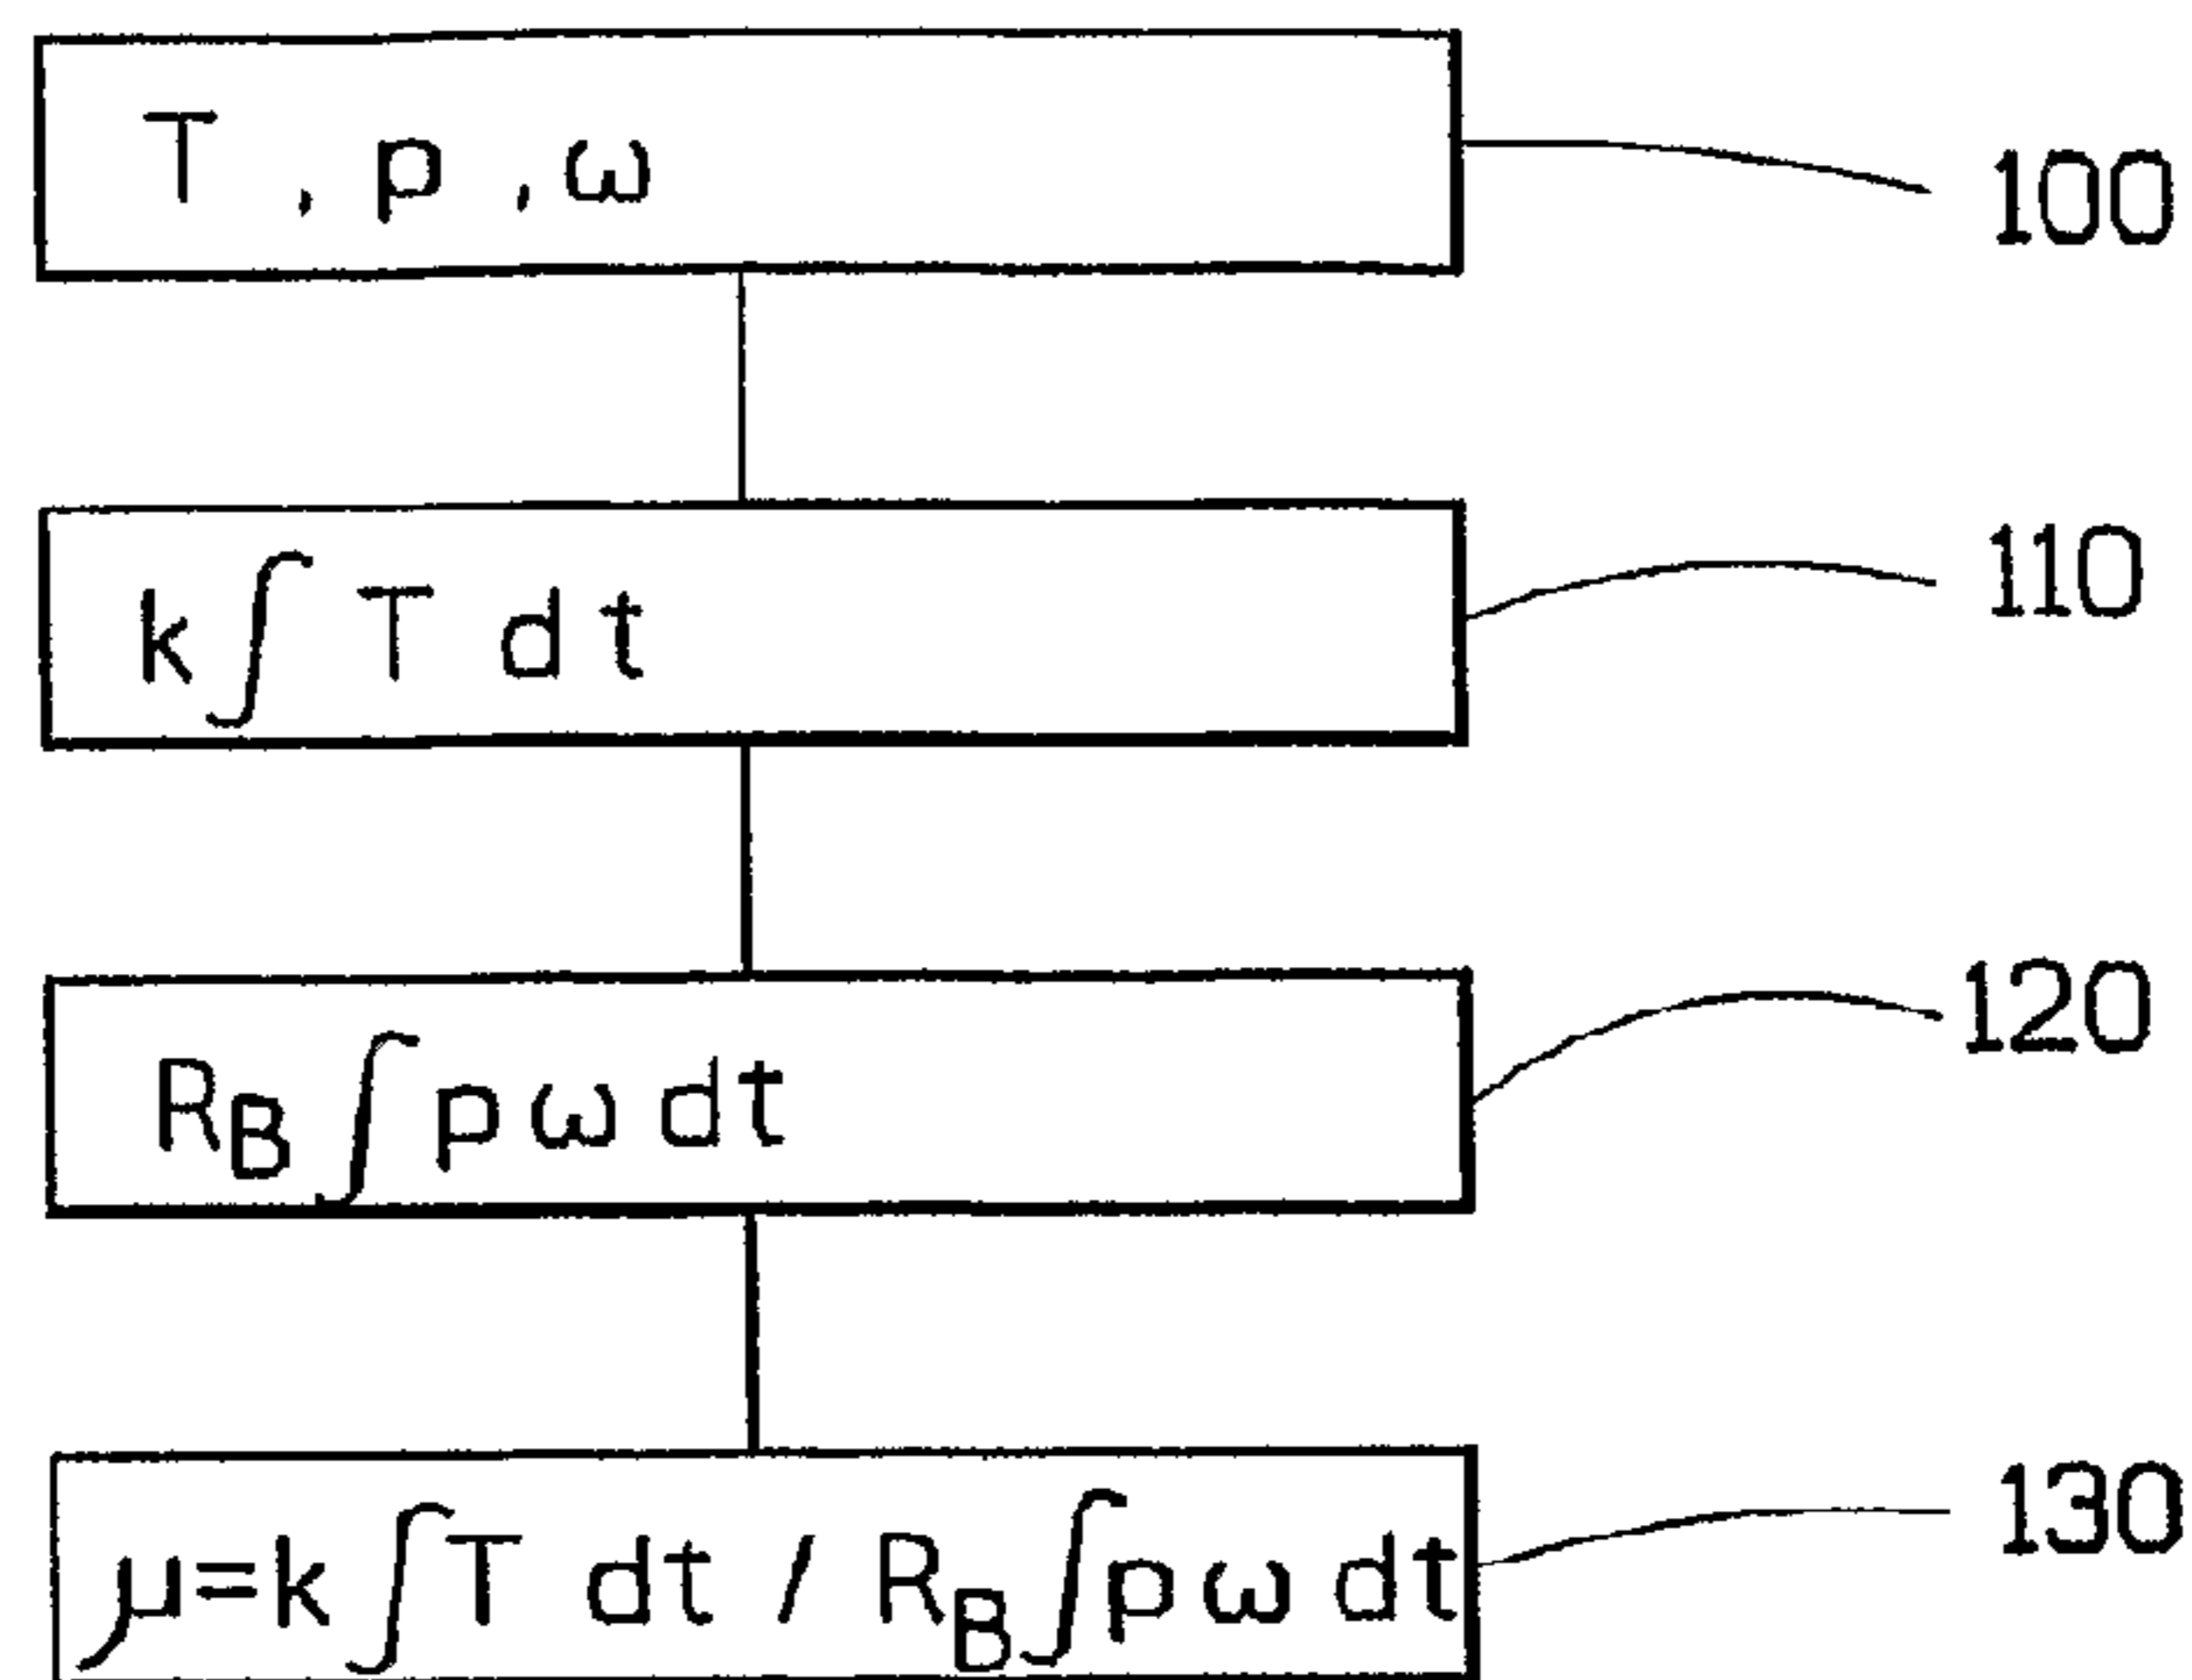 T , p , ω
100
k∫ T dt
110
R_B ∫ p ω dt
120
μ=k∫T dt / R_B∫p ω dt
130